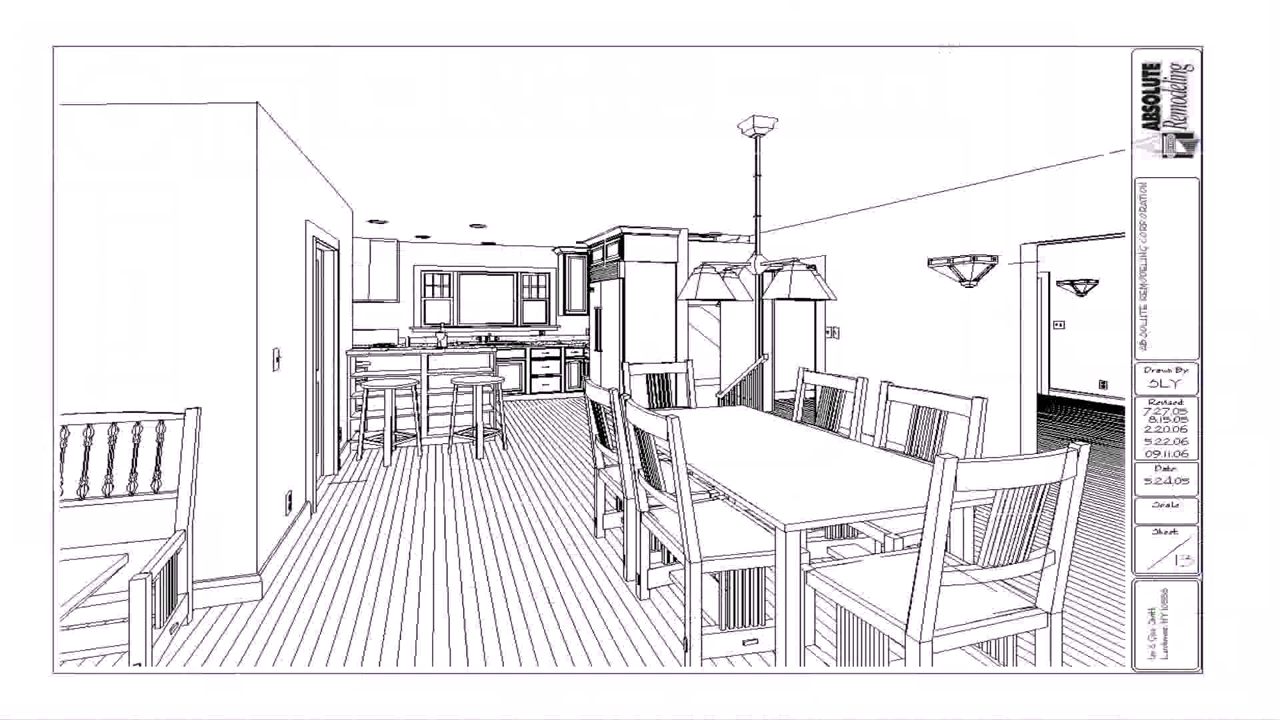 ABSOLUTE
Remodeling
ABSOLUTE REMODELING CORPORATION
Drawn By:
SLY
Revised:
7.27.05
8.15.05
2.20.06
5.22.06
09.11.06
Date:
5.24.05
Scale
Sheet:
13